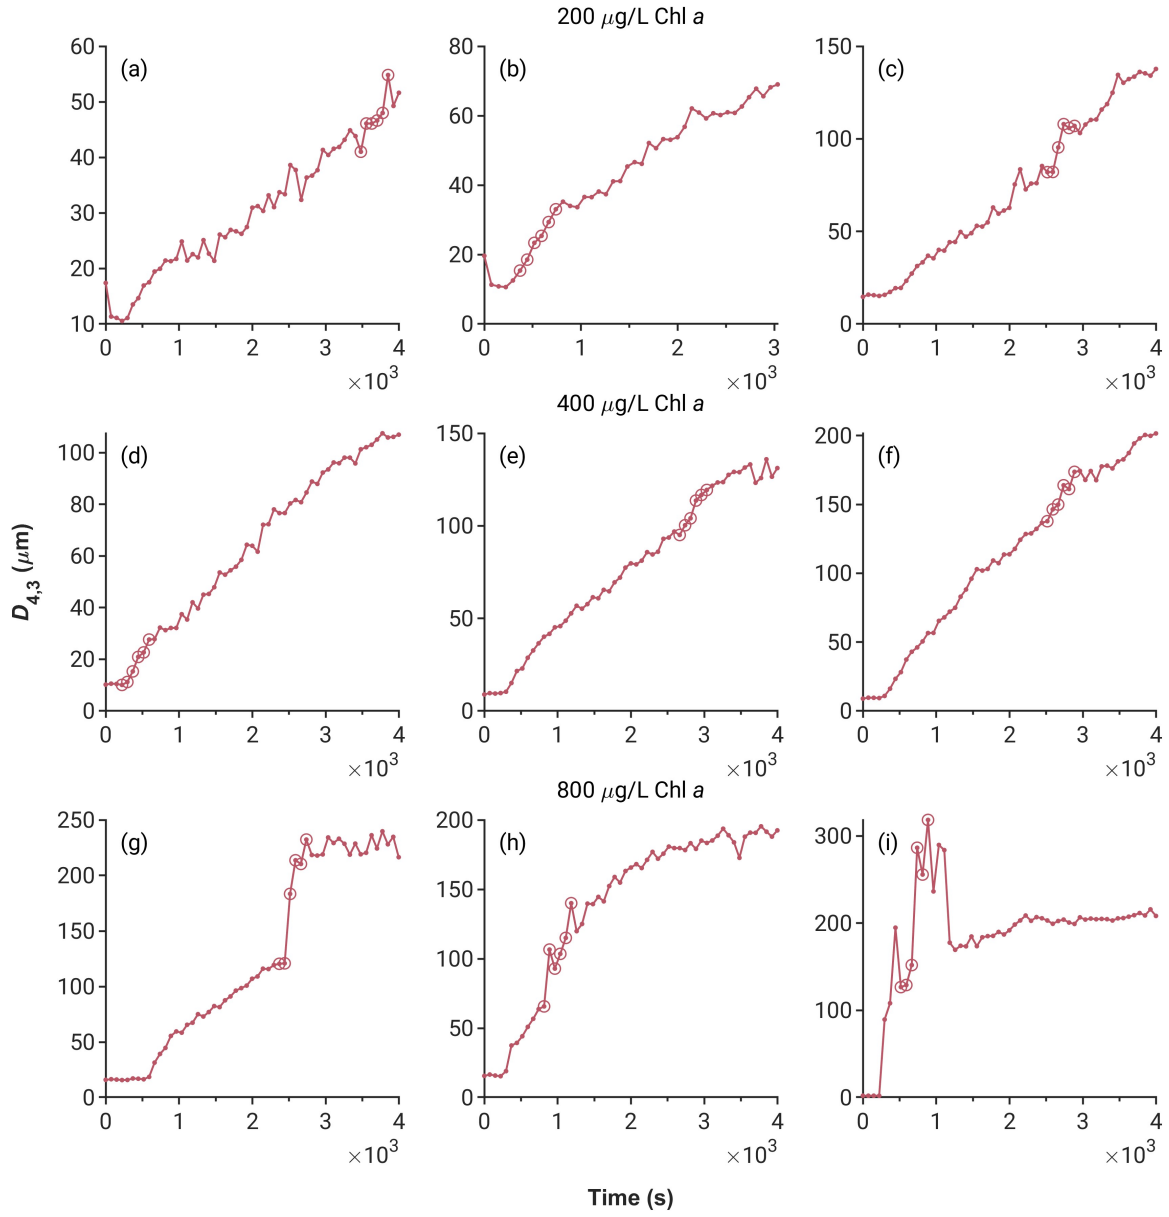 200 μg/L Chl a
(a) (b) (c)
60 80 150
50 60 100
40 40 50
30 20 0
20 0
10
0 1 2 3 4 0 1 2 3 0 1 2 3 4
×10³ ×10³ ×10³
400 μg/L Chl a
(d) (e) (f)
100 150 200
80 100 150
60 50 100
40 0 50
20 0
0
0 1 2 3 4 0 1 2 3 4 0 1 2 3 4
×10³ ×10³ ×10³
D4,3 (μm)
800 μg/L Chl a
(g) (h) (i)
250 200 300
200 150 200
150 100 100
100 50 0
50 0
0
0 1 2 3 4 0 1 2 3 4 0 1 2 3 4
×10³ ×10³ ×10³
Time (s)